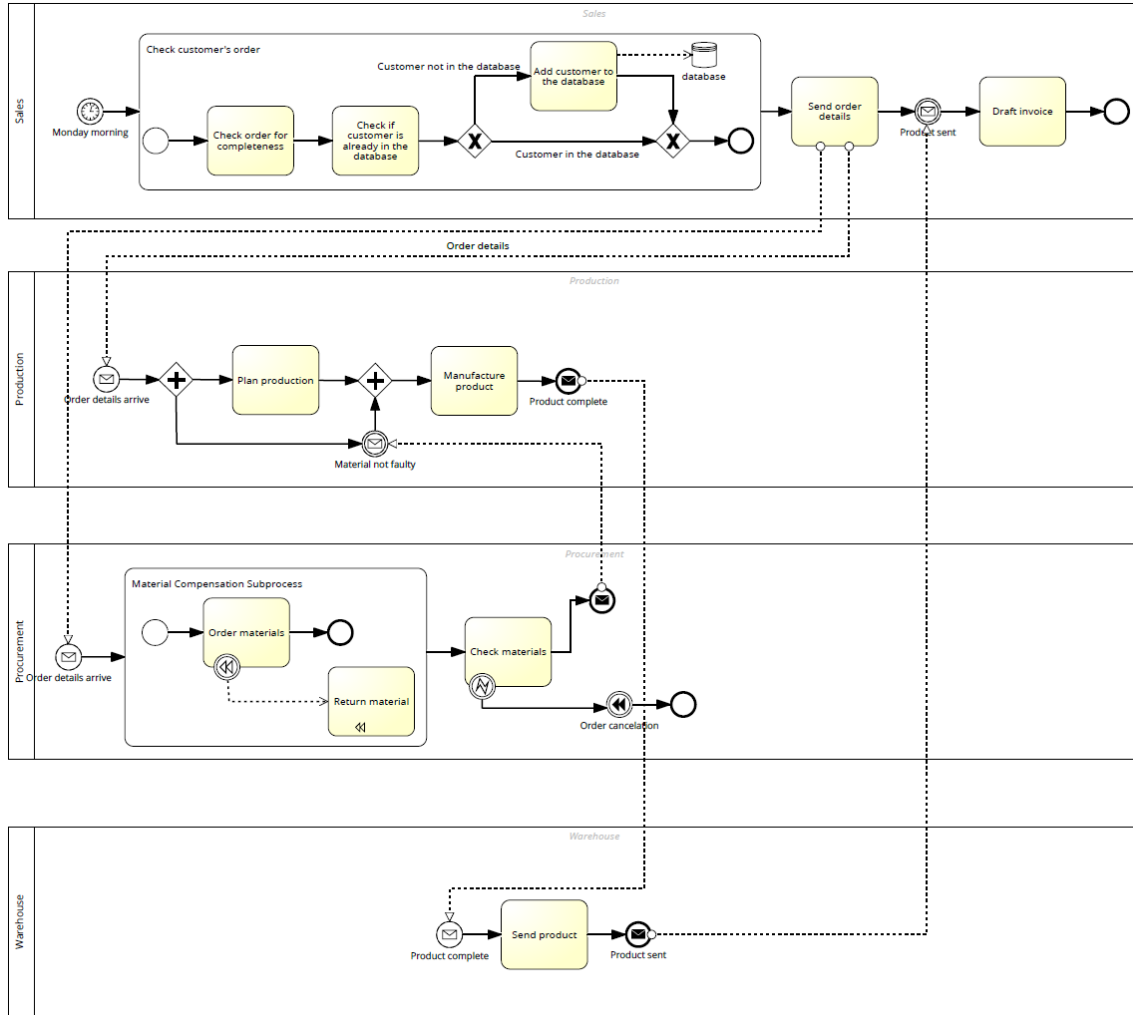 Sales
Sales
Check customer's order
Customer not in the database
Add customer to
the database
database
Monday morning
Check order for
completeness
Check if
customer is
already in the
database
Customer in the database
Send order
details
Product sent
Draft invoice
Order details
Production
Production
Order details arrive
Plan production
Manufacture
product
Product complete
Material not faulty
Procurement
Procurement
Material Compensation Subprocess
Order materials
Check materials
Order details arrive
Return material
Order cancelation
Warehouse
Warehouse
Product complete
Send product
Product sent